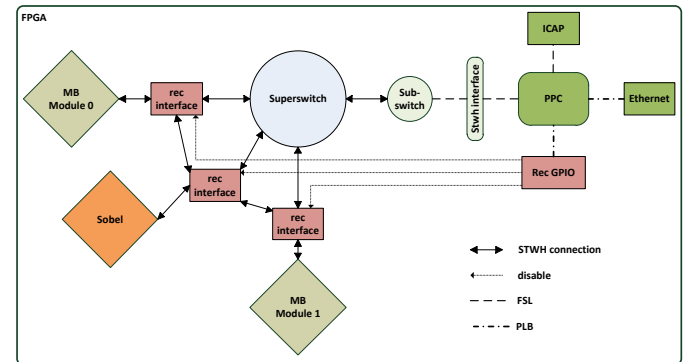 FPGA
ICAP
MB
Module 0
rec
interface
Superswitch
Sub-
switch
Stwh interface
PPC
Ethernet
Rec GPIO
rec
interface
Sobel
rec
interface
MB
Module 1
STWH connection
disable
FSL
PLB